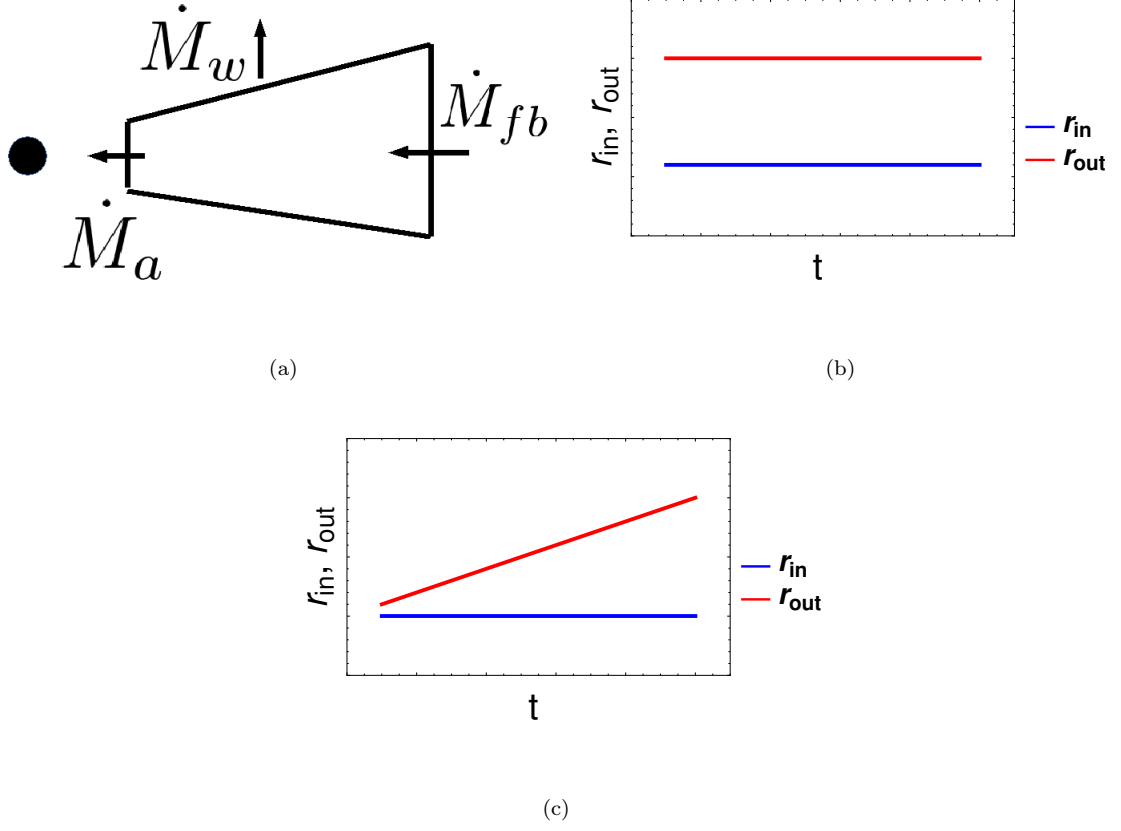 Ṁ_w
Ṁ_fb
Ṁ_a
(a)
r_in, r_out
t
r_in
r_out
(b)
r_in, r_out
t
r_in
r_out
(c)